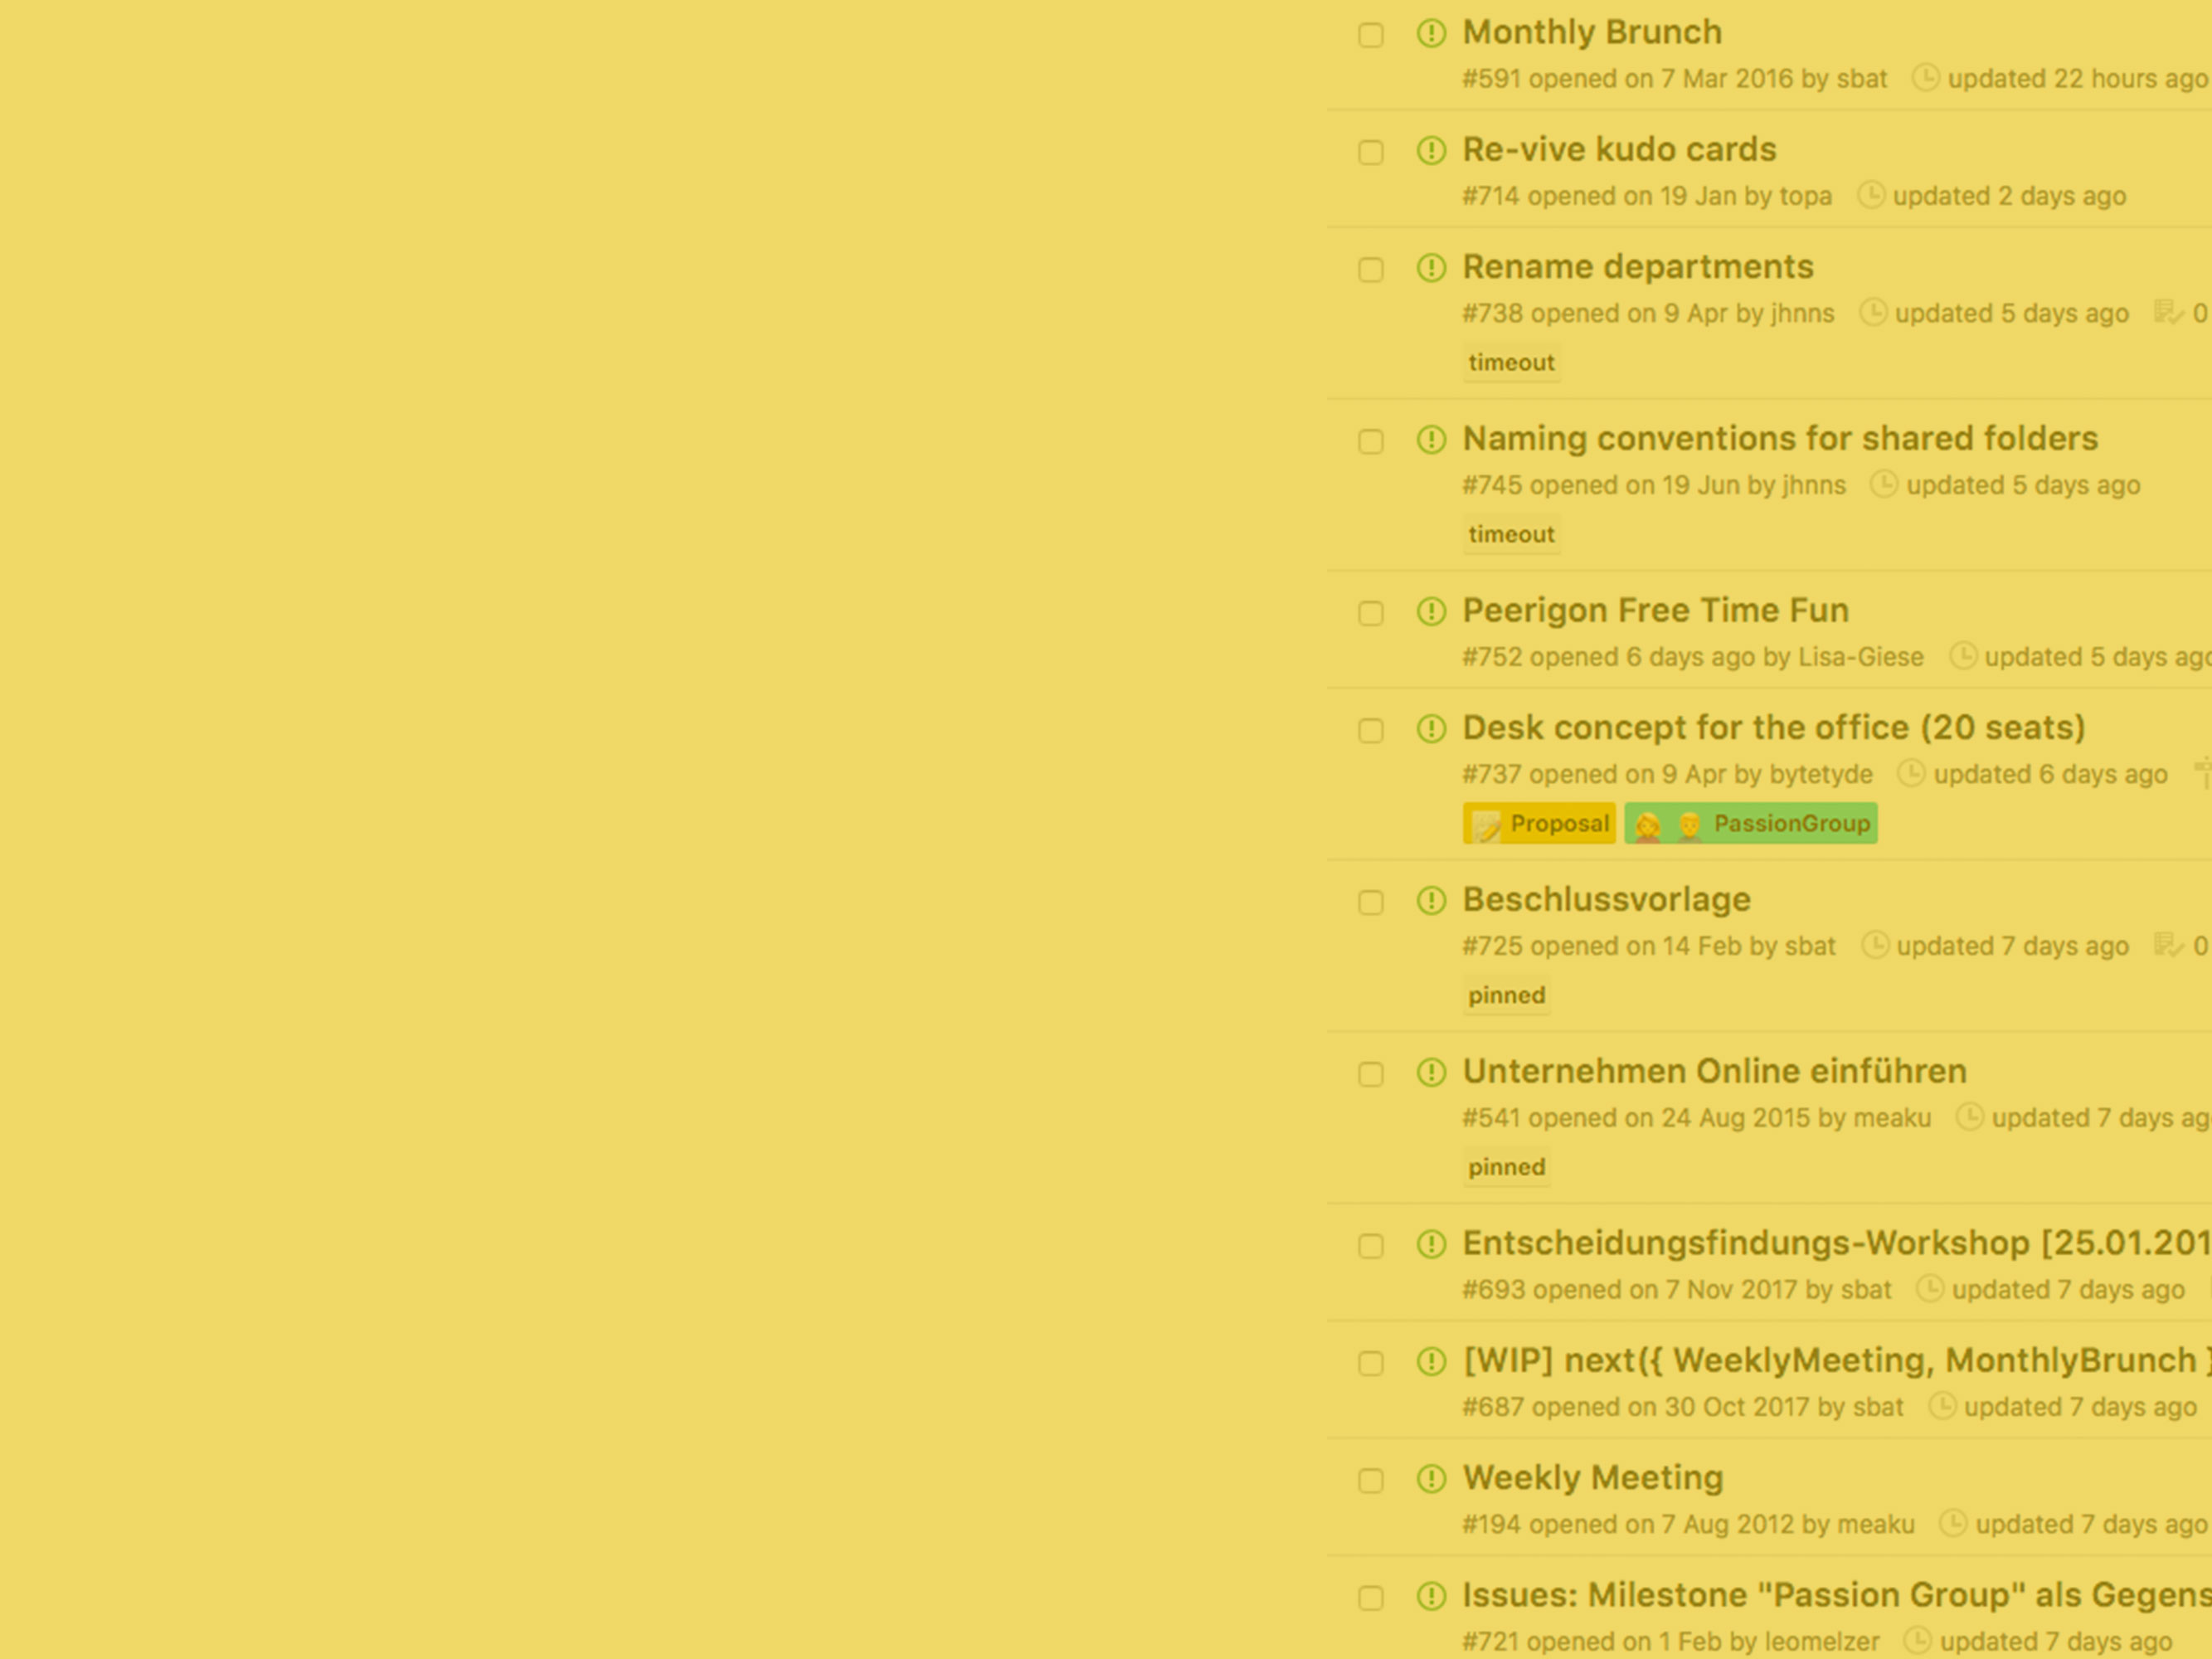 Monthly Brunch
#591 opened on 7 Mar 2016 by sbat updated 22 hours ago
Re-vive kudo cards
#714 opened on 19 Jan by topa updated 2 days ago
Rename departments
#738 opened on 9 Apr by jhnns updated 5 days ago 0
timeout
Naming conventions for shared folders
#745 opened on 19 Jun by jhnns updated 5 days ago
timeout
Peerigon Free Time Fun
#752 opened 6 days ago by Lisa-Giese updated 5 days ago
Desk concept for the office (20 seats)
#737 opened on 9 Apr by bytetyde updated 6 days ago
Proposal PassionGroup
Beschlussvorlage
#725 opened on 14 Feb by sbat updated 7 days ago 0
pinned
Unternehmen Online einführen
#541 opened on 24 Aug 2015 by meaku updated 7 days ag
pinned
Entscheidungsfindungs-Workshop [25.01.201
#693 opened on 7 Nov 2017 by sbat updated 7 days ago
[WIP] next({ WeeklyMeeting, MonthlyBrunch }
#687 opened on 30 Oct 2017 by sbat updated 7 days ago
Weekly Meeting
#194 opened on 7 Aug 2012 by meaku updated 7 days ago
Issues: Milestone "Passion Group" als Gegens
#721 opened on 1 Feb by leomelzer updated 7 days ago